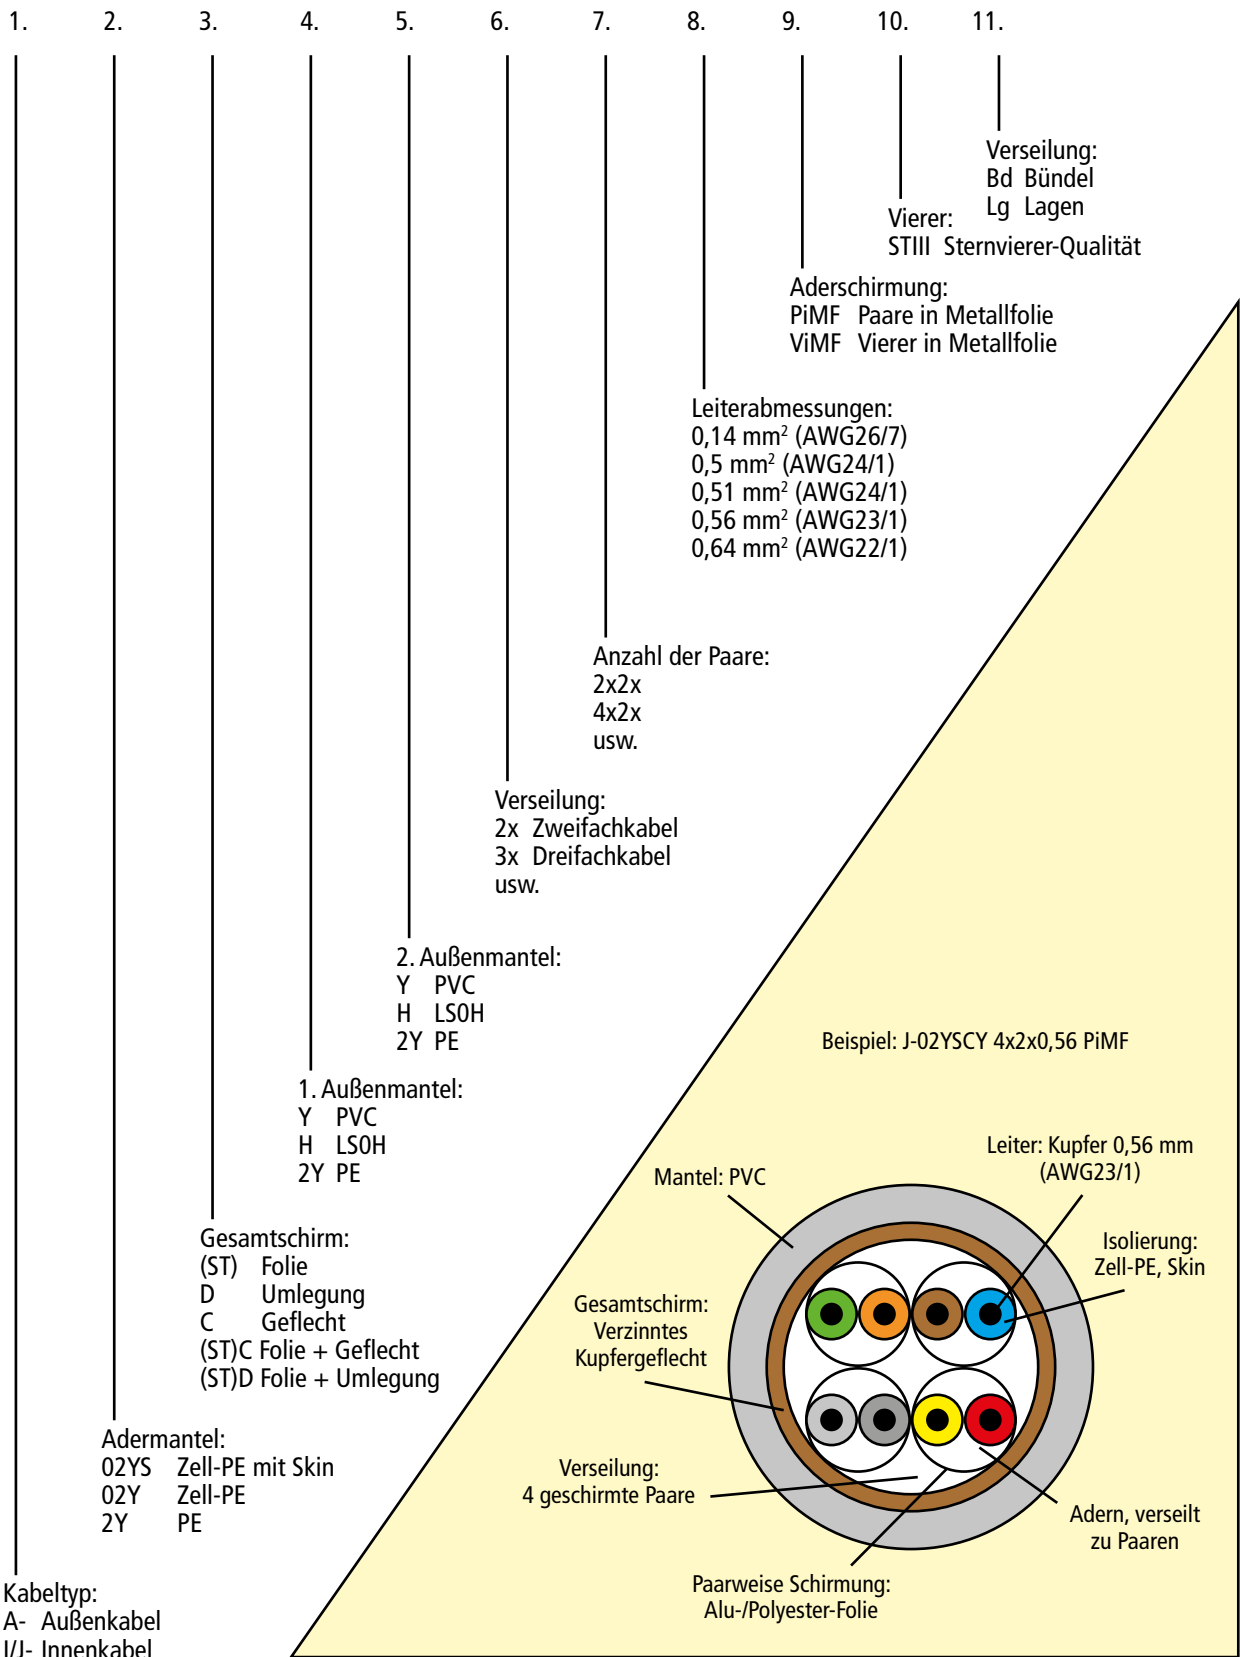 1. 2. 3. 4. 5. 6. 7. 8. 9. 10. 11.
Verseilung:
Bd Bündel
Lg Lagen
Vierer:
STIII Sternvierer-Qualität
Aderschirmung:
PiMF Paare in Metallfolie
ViMF Vierer in Metallfolie
Leiterabmessungen:
0,14 mm² (AWG26/7)
0,5 mm² (AWG24/1)
0,51 mm² (AWG24/1)
0,56 mm² (AWG23/1)
0,64 mm² (AWG22/1)
Anzahl der Paare:
2x2x
4x2x
usw.
Verseilung:
2x Zweifachkabel
3x Dreifachkabel
usw.
2. Außenmantel:
Y PVC
H LS0H
2Y PE
1. Außenmantel:
Y PVC
H LS0H
2Y PE
Gesamtschirm:
(ST) Folie
D Umlegung
C Geflecht
(ST)C Folie + Geflecht
(ST)D Folie + Umlegung
Adermantel:
02YS Zell-PE mit Skin
02Y Zell-PE
2Y PE
Kabeltyp:
A- Außenkabel
I/J- Innenkabel
Beispiel: J-02YSCY 4x2x0,56 PiMF
Leiter: Kupfer 0,56 mm
(AWG23/1)
Mantel: PVC
Isolierung:
Zell-PE, Skin
Gesamtschirm:
Verzinntes
Kupfergeflecht
Verseilung:
4 geschirmte Paare
Adern, verseilt
zu Paaren
Paarweise Schirmung:
Alu-/Polyester-Folie